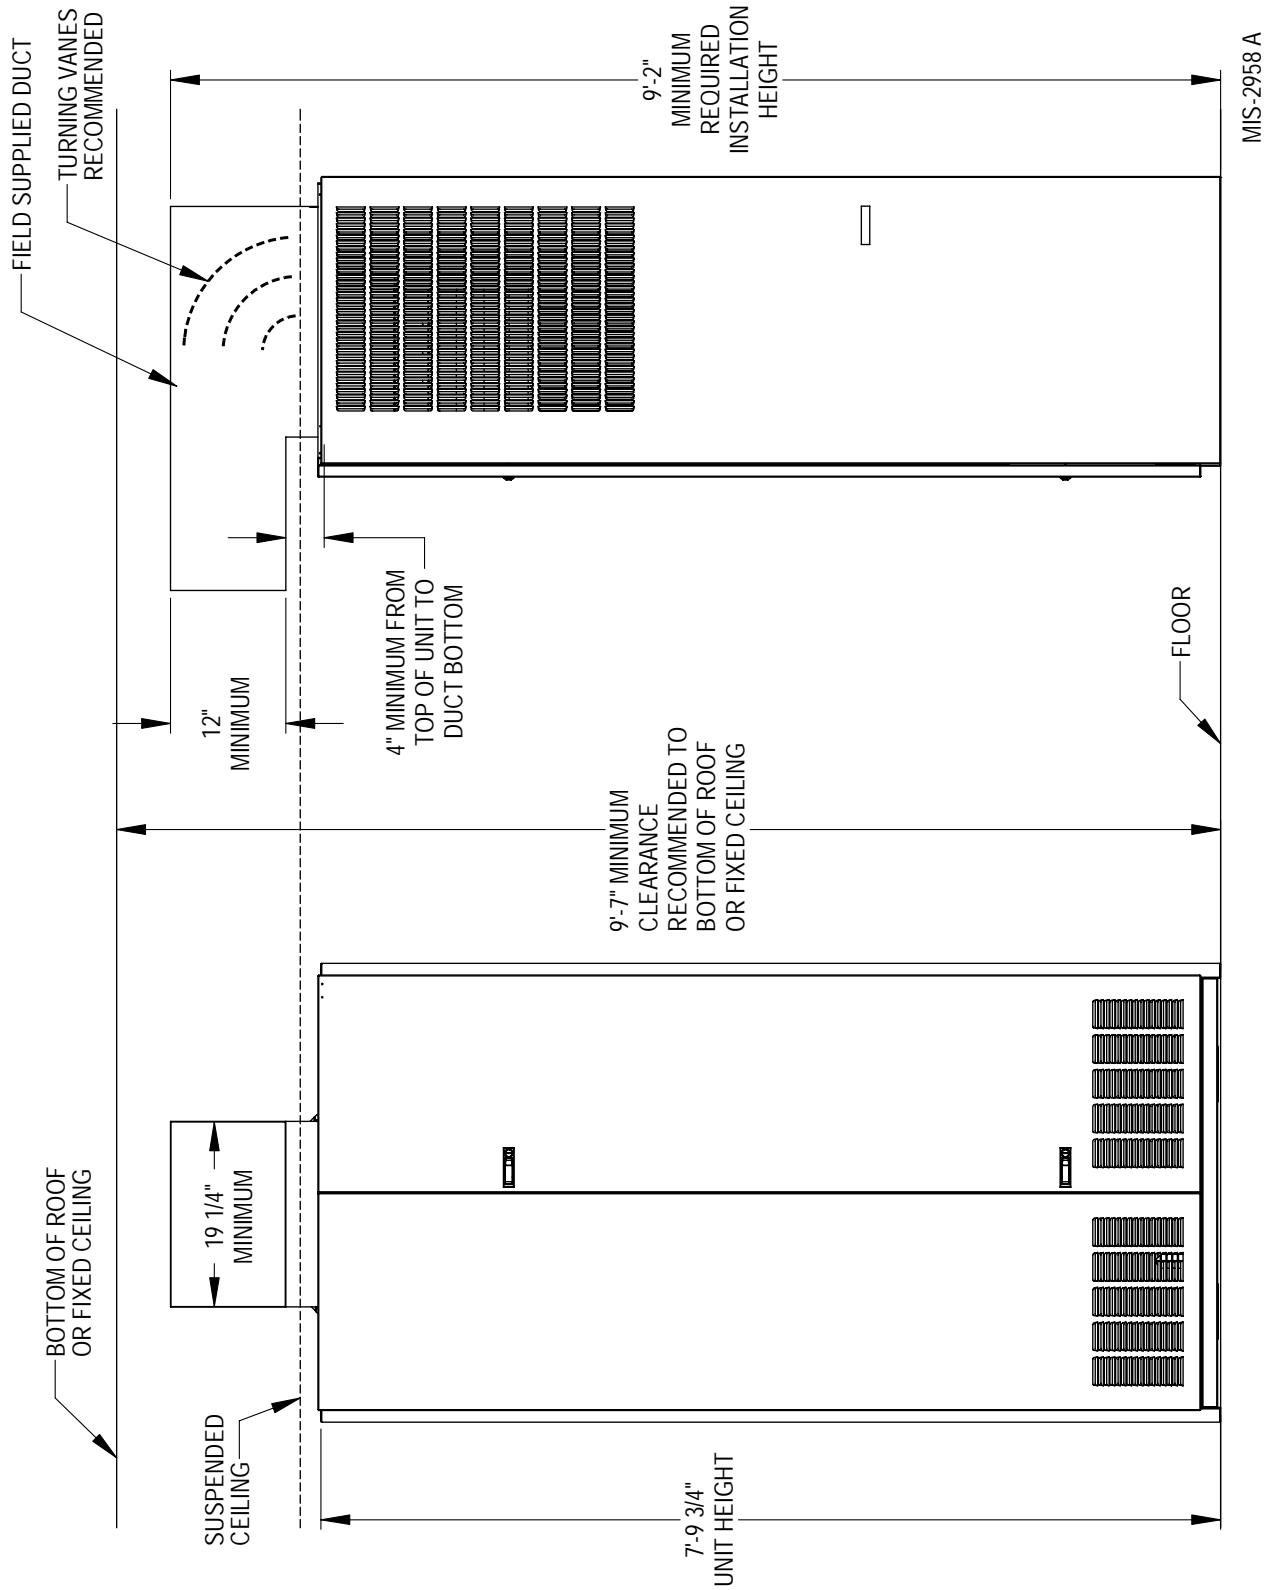 BOTTOM OF ROOF
OR FIXED CEILING
SUSPENDED
CEILING
19 1/4"
MINIMUM
7'-9 3/4"
UNIT HEIGHT
9'-7" MINIMUM
CLEARANCE
RECOMMENDED TO
BOTTOM OF ROOF
OR FIXED CEILING
12"
MINIMUM
4" MINIMUM FROM
TOP OF UNIT TO
DUCT BOTTOM
FLOOR
FIELD SUPPLIED DUCT
TURNING VANES
RECOMMENDED
9'-2"
MINIMUM
REQUIRED
INSTALLATION
HEIGHT
MIS-2958 A